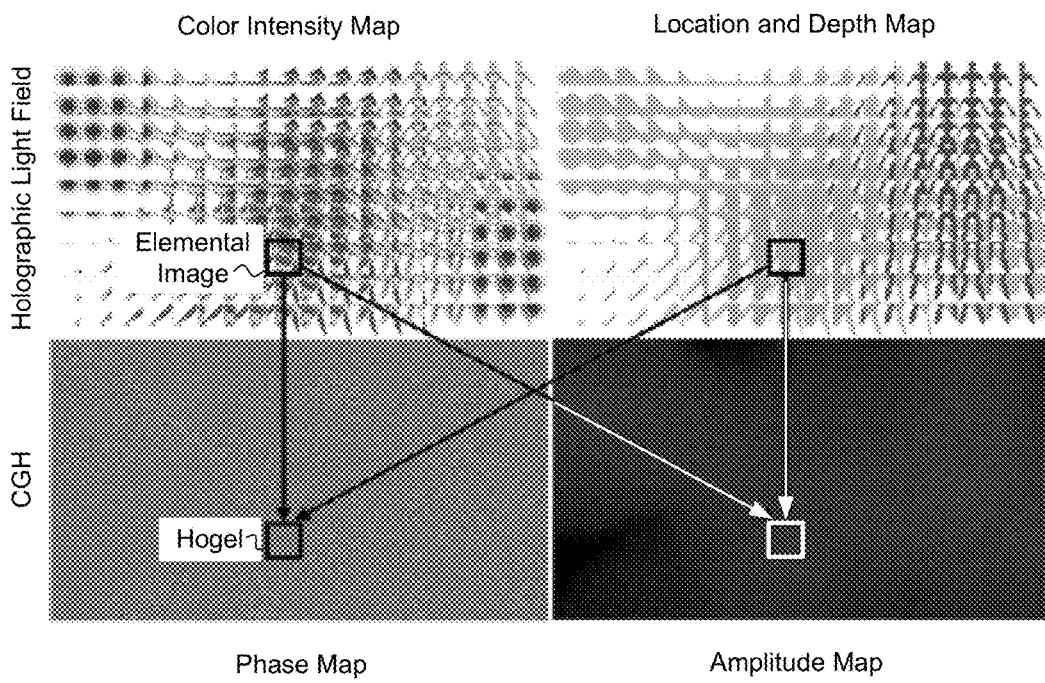 Color Intensity Map
Location and Depth Map
Holographic Light Field
Elemental
Image
CGH
Hogel
Phase Map
Amplitude Map